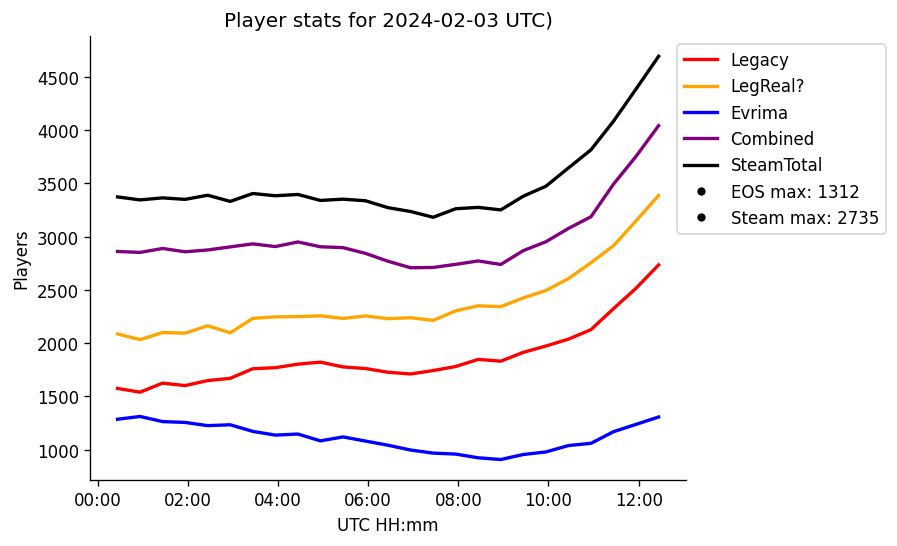 Player stats for 2024-02-03 UTC)
Players
4500
4000
3500
3000
2500
2000
1500
1000
00:00 02:00 04:00 06:00 08:00 10:00 12:00
UTC HH:mm
Legacy
LegReal?
Evrima
Combined
SteamTotal
EOS max: 1312
Steam max: 2735